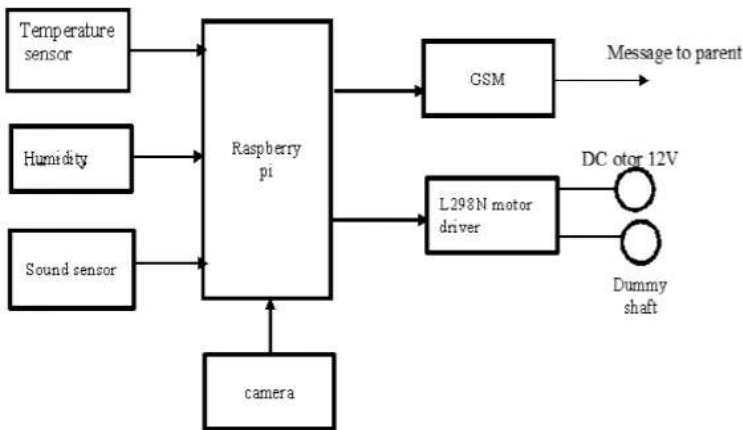 Temperature
sensor
Humidity
Sound sensor
Raspberry
pi
camera
GSM
Message to parent
L298N motor
driver
DC otor 12V
Dummy
shaft